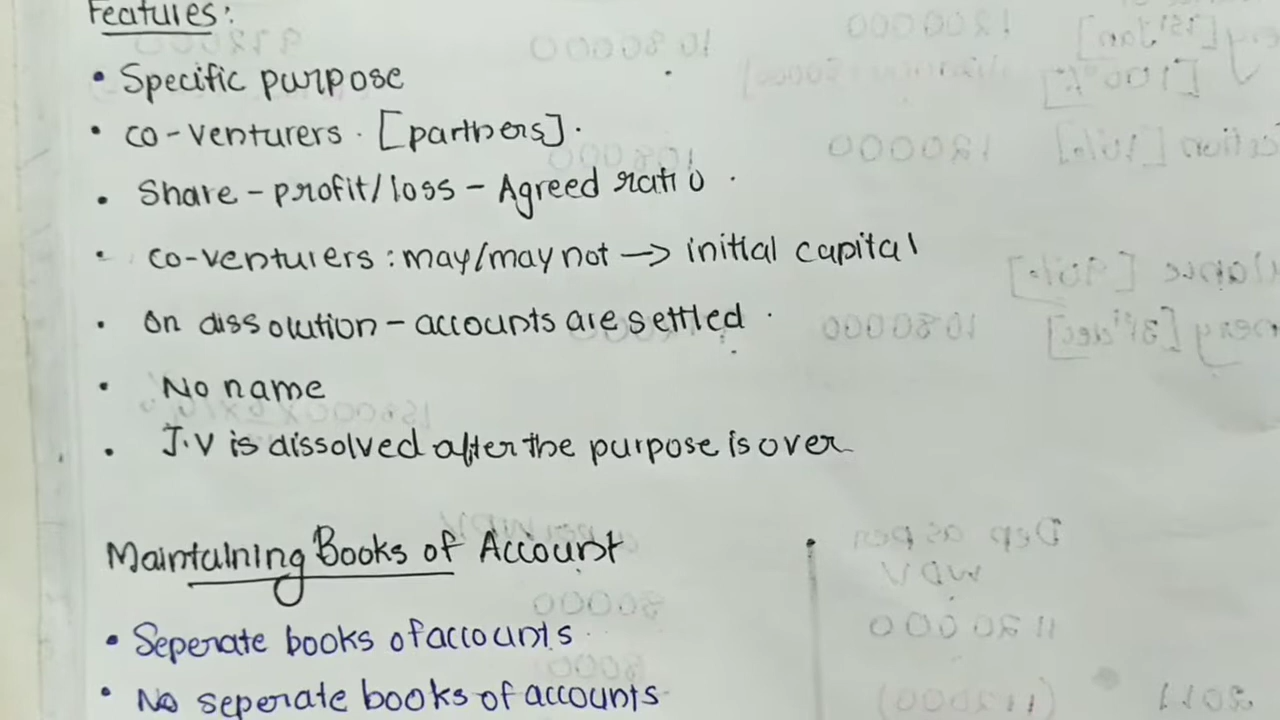 Features:
• Specific purpose
• co-venturers. [partners].
• Share - profit/loss - Agreed ratio.
• co-venturers: may/may not → initial capital
• On dissolution - accounts are settled.
• No name
• J.V is dissolved after the purpose is over
Maintaining Books of Account
• Seperate books of accounts
• No seperate books of accounts